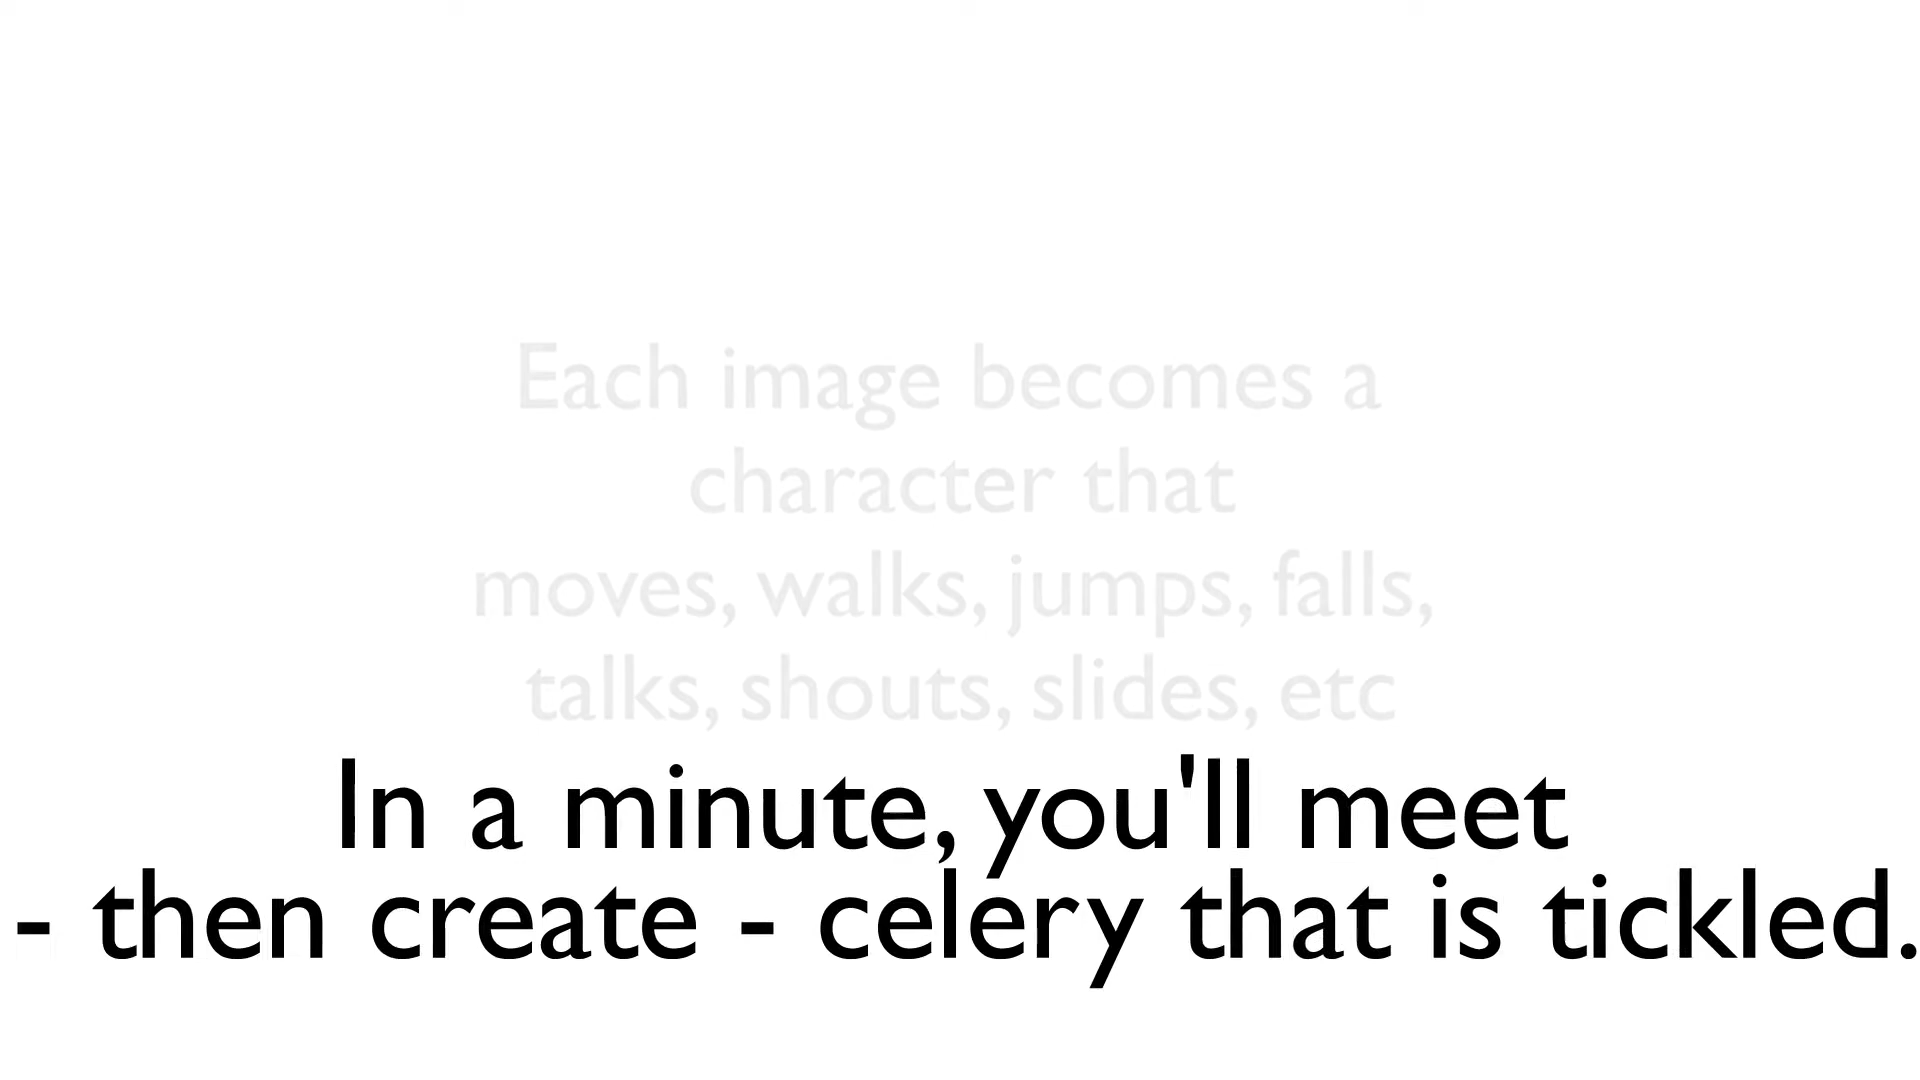 Each image becomes a
character that
moves, walks, jumps, falls,
talks, shouts, slides, etc
In a minute, you'll meet
- then create - celery that is tickled.